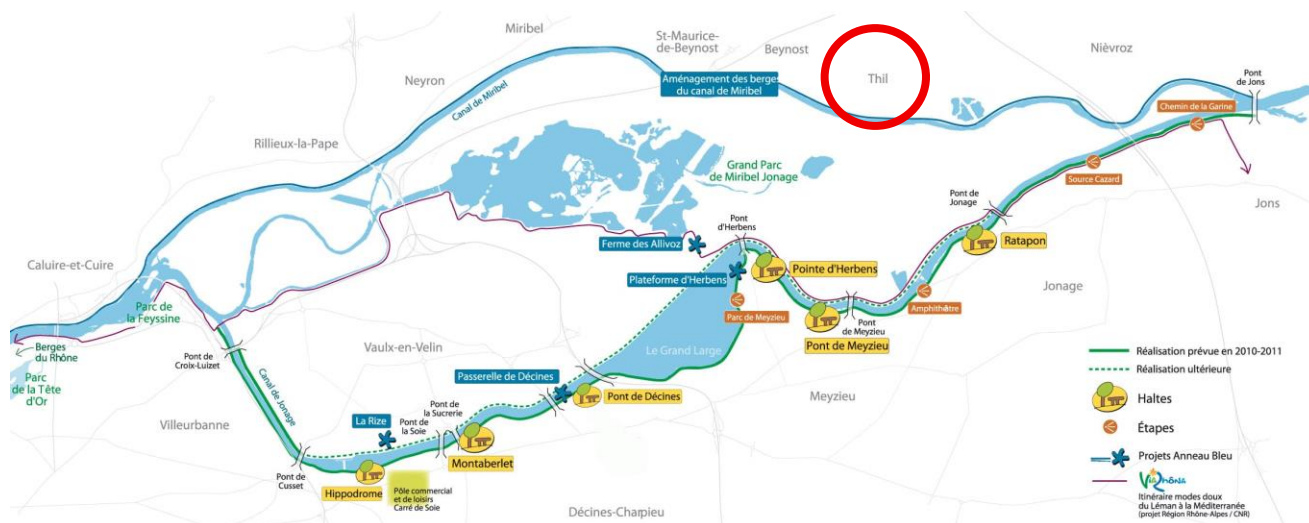 Miribel
St-Maurice-
de-Beynost
Beynost
Thil
Nièvroz
Neyron
Aménagement des berges
du canal de Miribel
Pont
de Jons
Canal de Miribel
Chemin de la Garine
Rillieux-la-Pape
Grand Parc
de Miribel Jonage
Source Cazard
Pont de
Jonage
Jons
Pont
d'Herbens
Ferme des Allivoz
Ratapon
Caluire-et-Cuire
Plateforme d'Herbens
Pointe d'Herbens
Parc de
la Feyssine
Jonage
Amphithêtre
Parc de Meyzieu
Pont
de Meyzieu
Pont de Meyzieu
Berges
du Rhône
Pont de
Croix-Luizet
Vaulx-en-Velin
Le Grand Large
Parc
de la Tête
d'Or
Canal de Jonage
Passerelle de Décines
Pont de Décines
Meyzieu
Villeurbanne
La Rize
Pont
de la Soie
Pont de
la Sucrerie
Montaberlet
Pont de
Cusset
Hippodrome
Pôle commercial
et de loisirs
Carré de Soie
Décines-Charpieu
Réalisation prévue en 2010-2011
Réalisation ultérieure
Haltes
Étapes
Projets Anneau Bleu
ViaRhôna
Itinéraire modes doux
du Léman à la Méditerranée
(projet Région Rhône-Alpes / CNR)